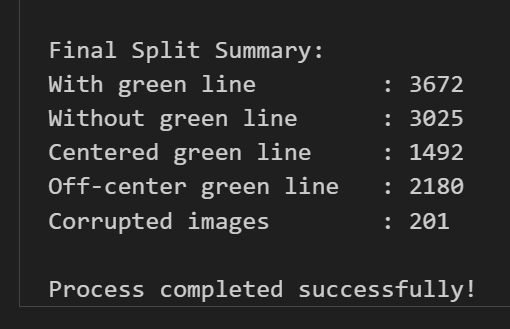 Final Split Summary:
With green line : 3672
Without green line : 3025
Centered green line : 1492
Off-center green line : 2180
Corrupted images : 201
Process completed successfully!